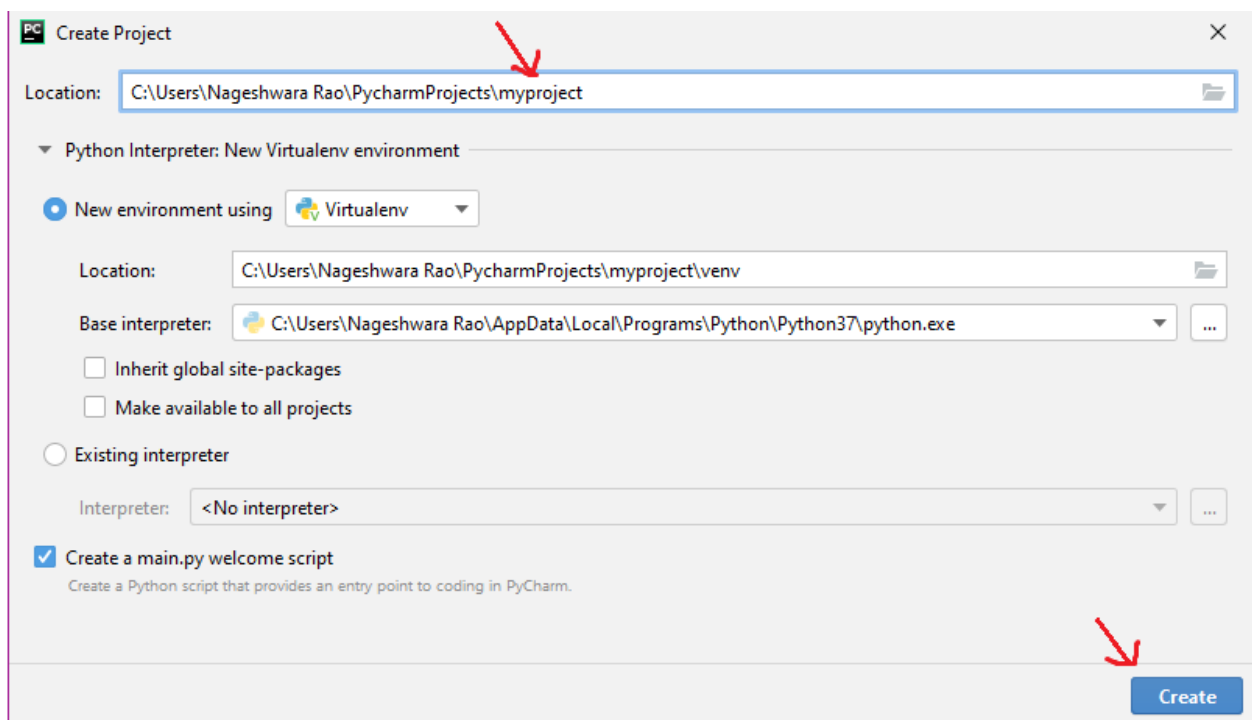 PC Create Project
Location: C:\Users\Nageshwara Rao\PycharmProjects\myproject
Python Interpreter: New Virtualenv environment
New environment using Virtualenv
Location: C:\Users\Nageshwara Rao\PycharmProjects\myproject\venv
Base interpreter: C:\Users\Nageshwara Rao\AppData\Local\Programs\Python\Python37\python.exe ...
Inherit global site-packages
Make available to all projects
Existing interpreter
Interpreter: <No interpreter> ...
Create a main.py welcome script
Create a Python script that provides an entry point to coding in PyCharm.
Create